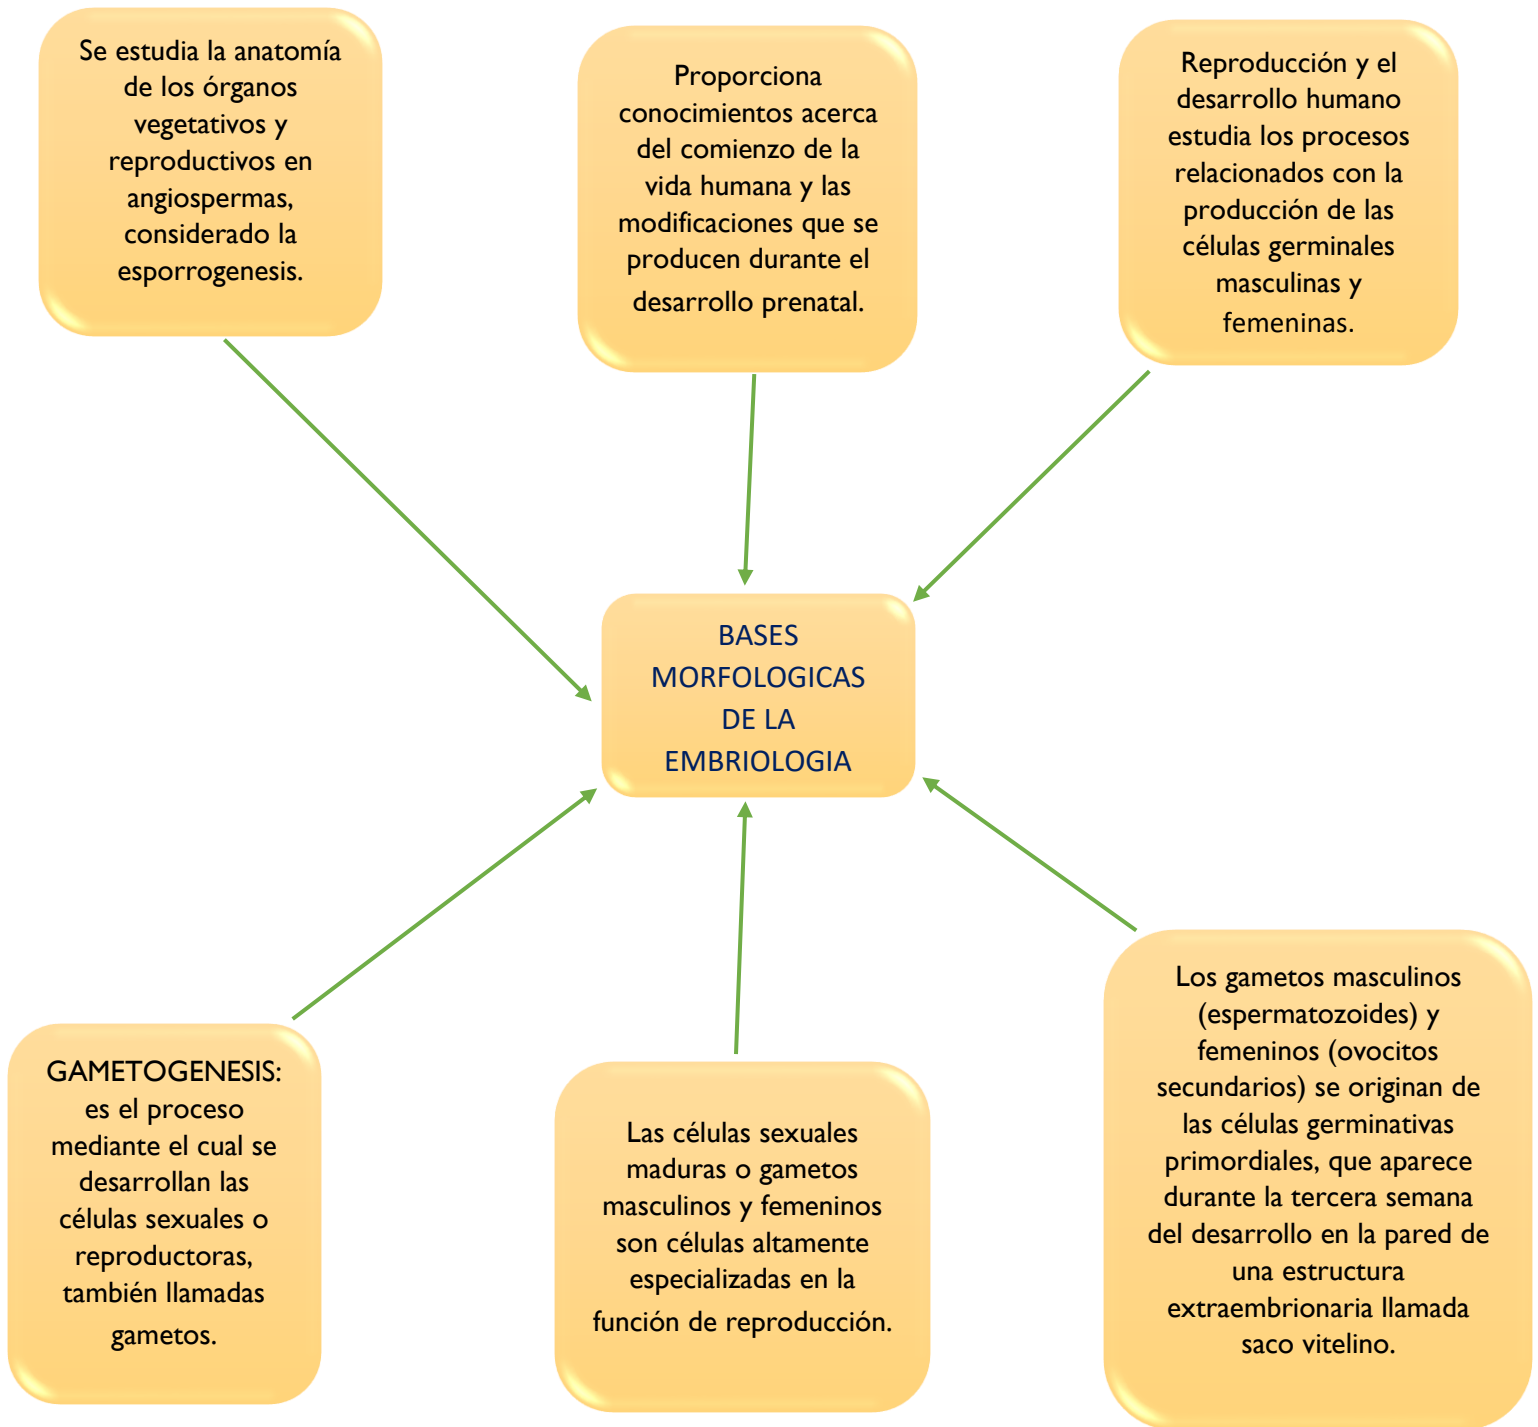 Se estudia la anatomía
de los órganos
vegetativos y
reproductivos en
angiospermas,
considerado la
esporrogenesis.
Proporciona
conocimientos acerca
del comienzo de la
vida humana y las
modificaciones que se
producen durante el
desarrollo prenatal.
Reproducción y el
desarrollo humano
estudia los procesos
relacionados con la
producción de las
células germinales
masculinas y
femeninas.
BASES
MORFOLOGICAS
DE LA
EMBRIOLOGIA
GAMETOGENESIS:
es el proceso
mediante el cual se
desarrollan las
células sexuales o
reproductoras,
también llamadas
gametos.
Las células sexuales
maduras o gametos
masculinos y femeninos
son células altamente
especializadas en la
función de reproducción.
Los gametos masculinos
(espermatozoides) y
femeninos (ovocitos
secundarios) se originan de
las células germinativas
primordiales, que aparece
durante la tercera semana
del desarrollo en la pared de
una estructura
extraembrionaria llamada
saco vitelino.